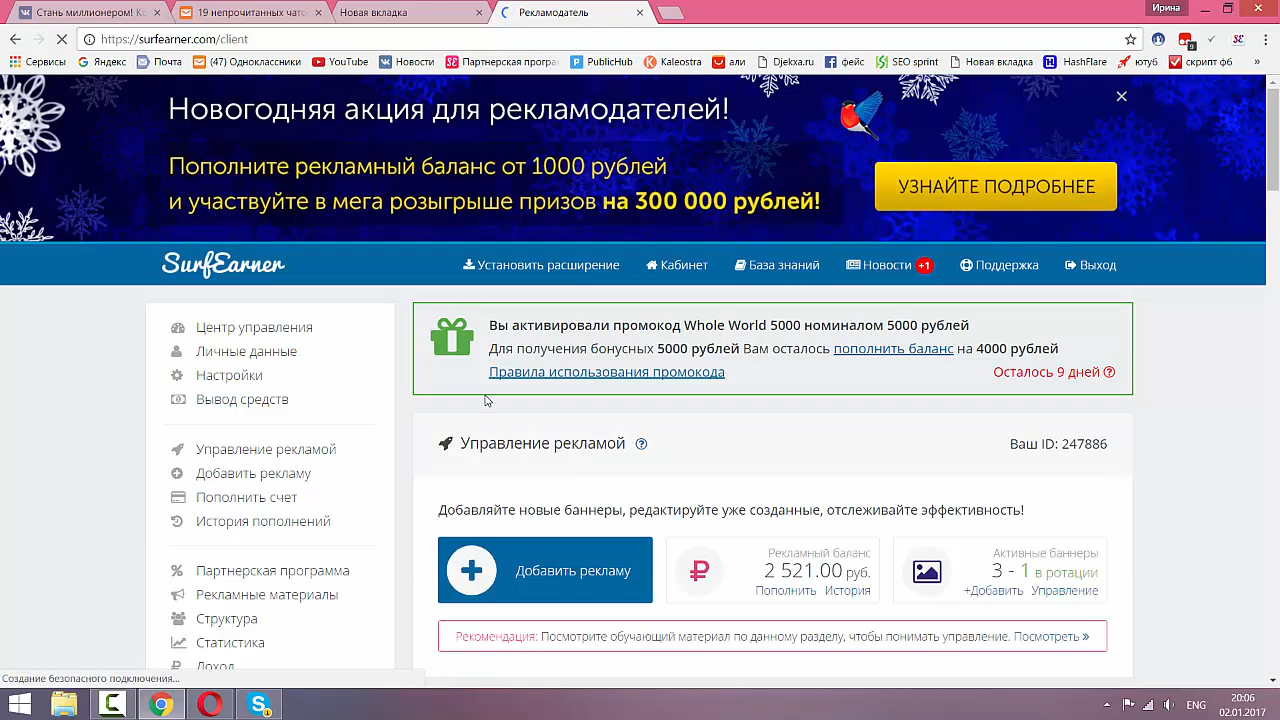 Стань миллионером! Ко
19 непрочитанных чато
Новая вкладка
Рекламодатель
Ирина
https://surfearner.com/client
Сервисы
Яндекс
Почта
(47) Одноклассники
YouTube
Новости
Партнерская програ
PublicHub
Kaleostra
али
Djekxa.ru
фейс
SEO sprint
Новая вкладка
HashFlare
ютуб
скрипт фб
»
Новогодняя акция для рекламодателей!
Пополните рекламный баланс от 1000 рублей
и участвуйте в мега розыгрыше призов на 300 000 рублей!
УЗНАЙТЕ ПОДРОБНЕЕ
SurfEarner
Установить расширение
Кабинет
База знаний
Новости +1
Поддержка
Выход
Центр управления
Личные данные
Настройки
Вывод средств
Управление рекламой
Добавить рекламу
Пополнить счет
История пополнений
Партнерская программа
Рекламные материалы
Структура
Статистика
Доход
Вы активировали промокод Whole World 5000 номиналом 5000 рублей
Для получения бонусных 5000 рублей Вам осталось пополнить баланс на 4000 рублей
Правила использования промокода
Осталось 9 дней
Управление рекламой
Ваш ID: 247886
Добавляйте новые баннеры, редактируйте уже созданные, отслеживайте эффективность!
Добавить рекламу
Рекламный баланс
2 521.00 руб.
Пополнить История
Активные баннеры
3 - 1 в ротации
+Добавить Управление
Рекомендация: Посмотрите обучающий материал по данному разделу, чтобы понимать управление. Посмотреть »
Создание безопасного подключения...
ENG
20:06
02.01.2017